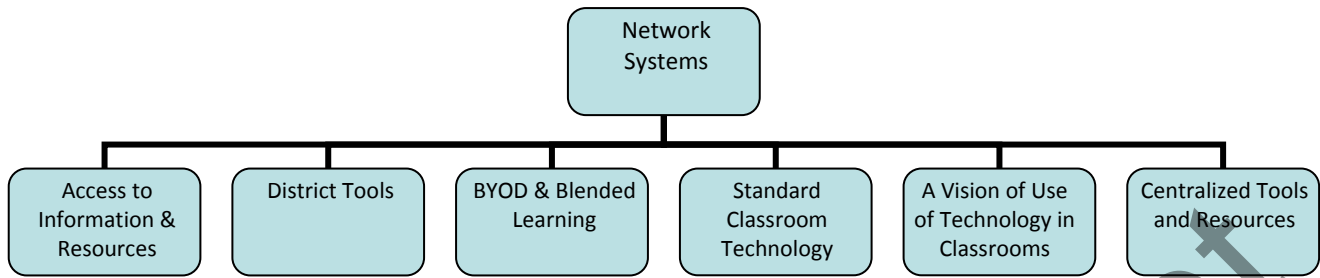 Network
Systems
Access to
Information &
Resources
District Tools
BYOD & Blended
Learning
Standard
Classroom
Technology
A Vision of Use
of Technology in
Classrooms
Centralized Tools
and Resources